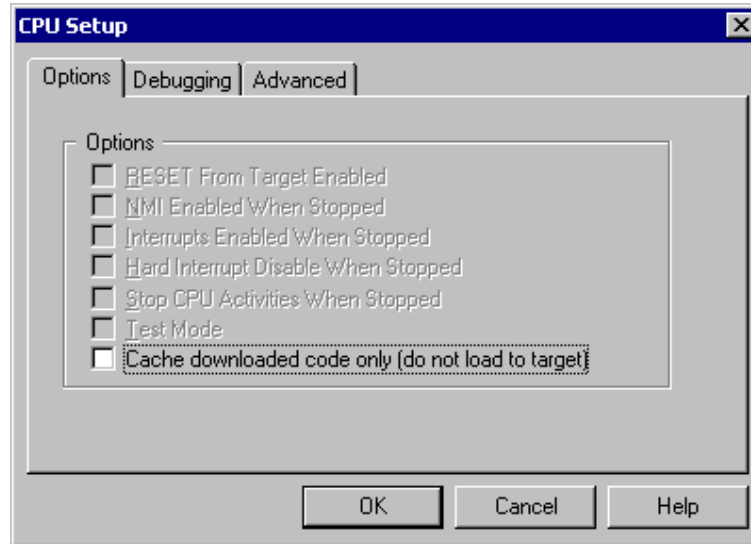 CPU Setup
Options Debugging Advanced
Options
RESET From Target Enabled
NMI Enabled When Stopped
Interrupts Enabled When Stopped
Hard Interrupt Disable When Stopped
Stop CPU Activities When Stopped
Test Mode
Cache downloaded code only (do not load to target)
OK Cancel Help